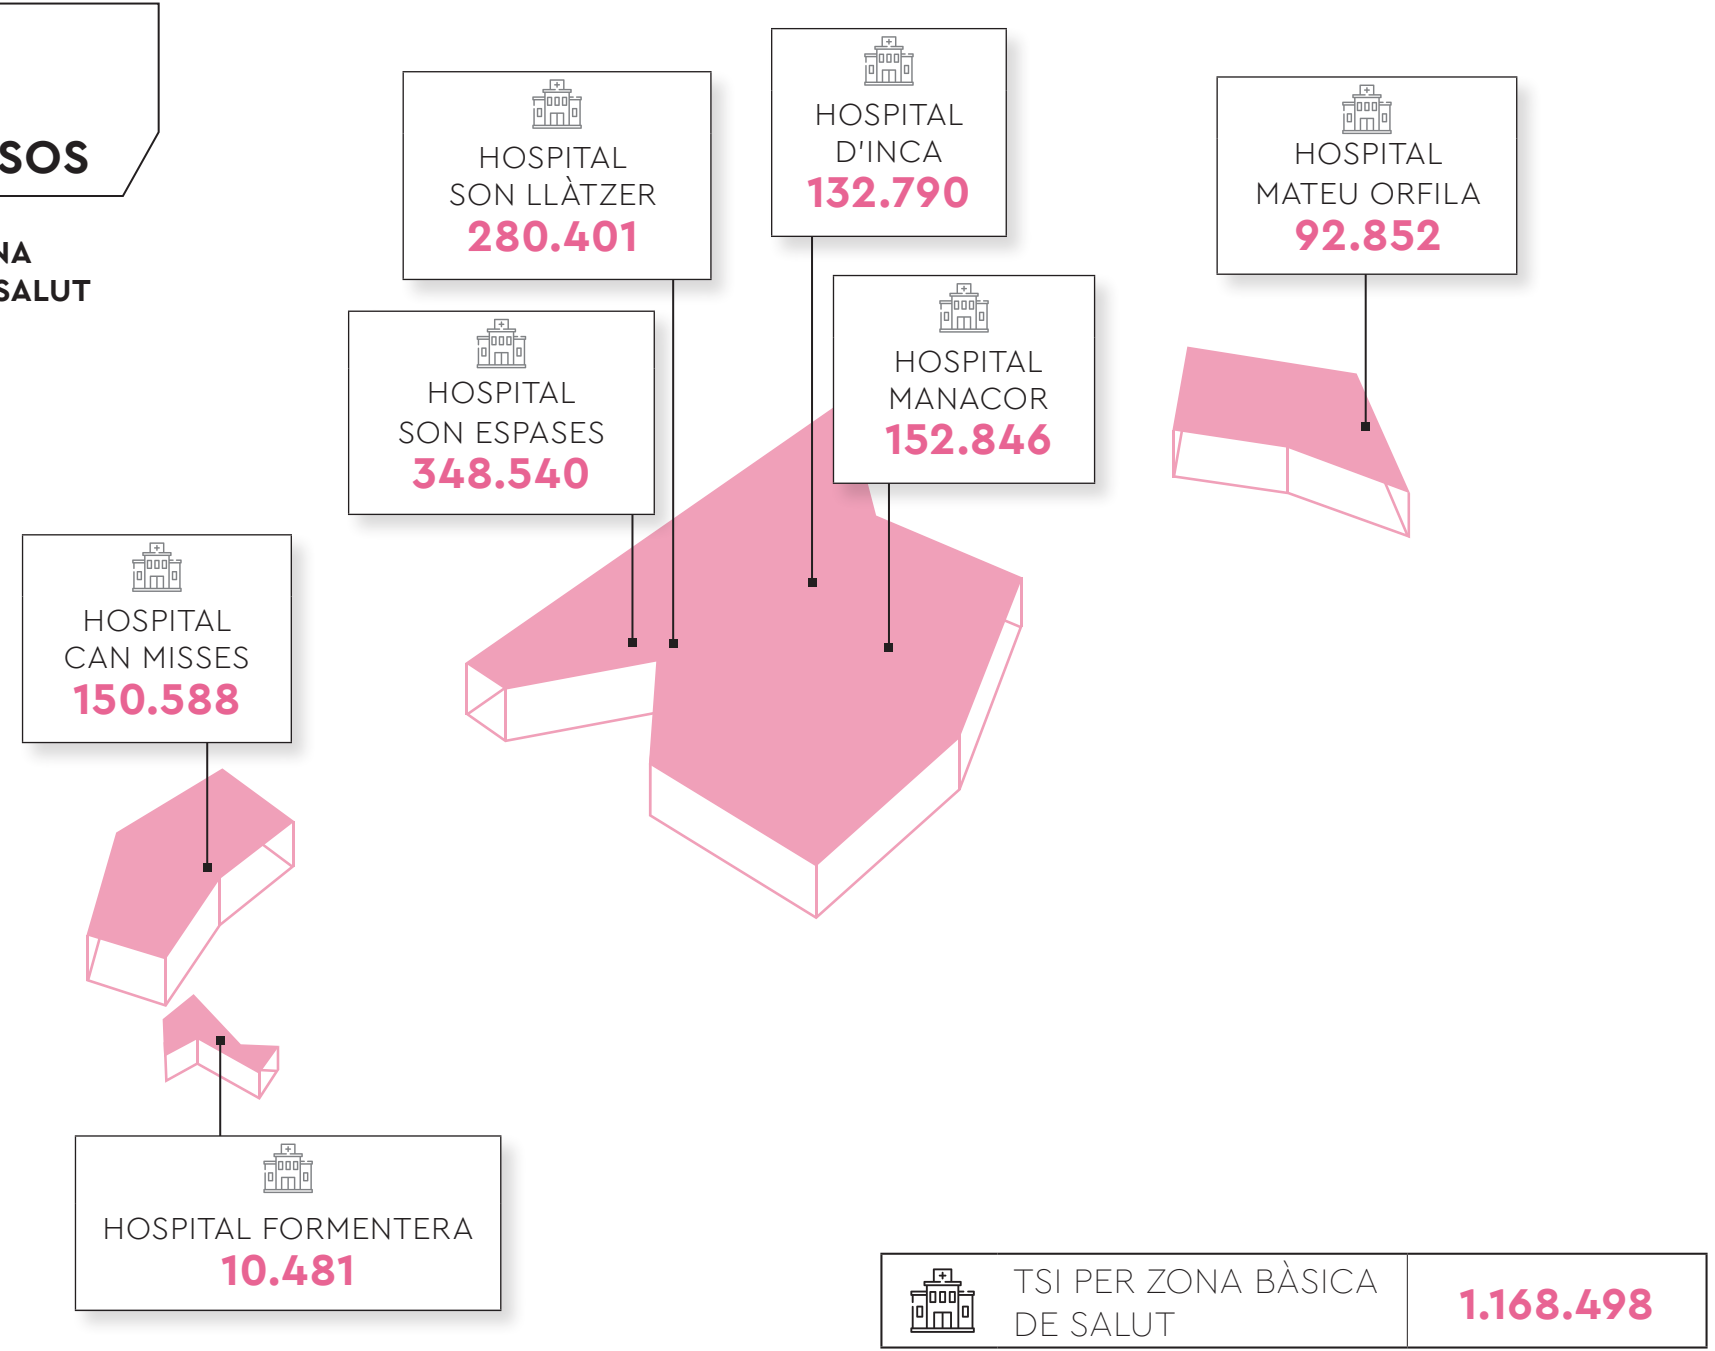 SOS
NA
SALUT
HOSPITAL
SON LLÀTZER
280.401
HOSPITAL
D'INCA
132.790
HOSPITAL
MATEU ORFILA
92.852
HOSPITAL
SON ESPASES
348.540
HOSPITAL
MANACOR
152.846
HOSPITAL
CAN MISSES
150.588
HOSPITAL FORMENTERA
10.481
TSI PER ZONA BÀSICA
DE SALUT
1.168.498